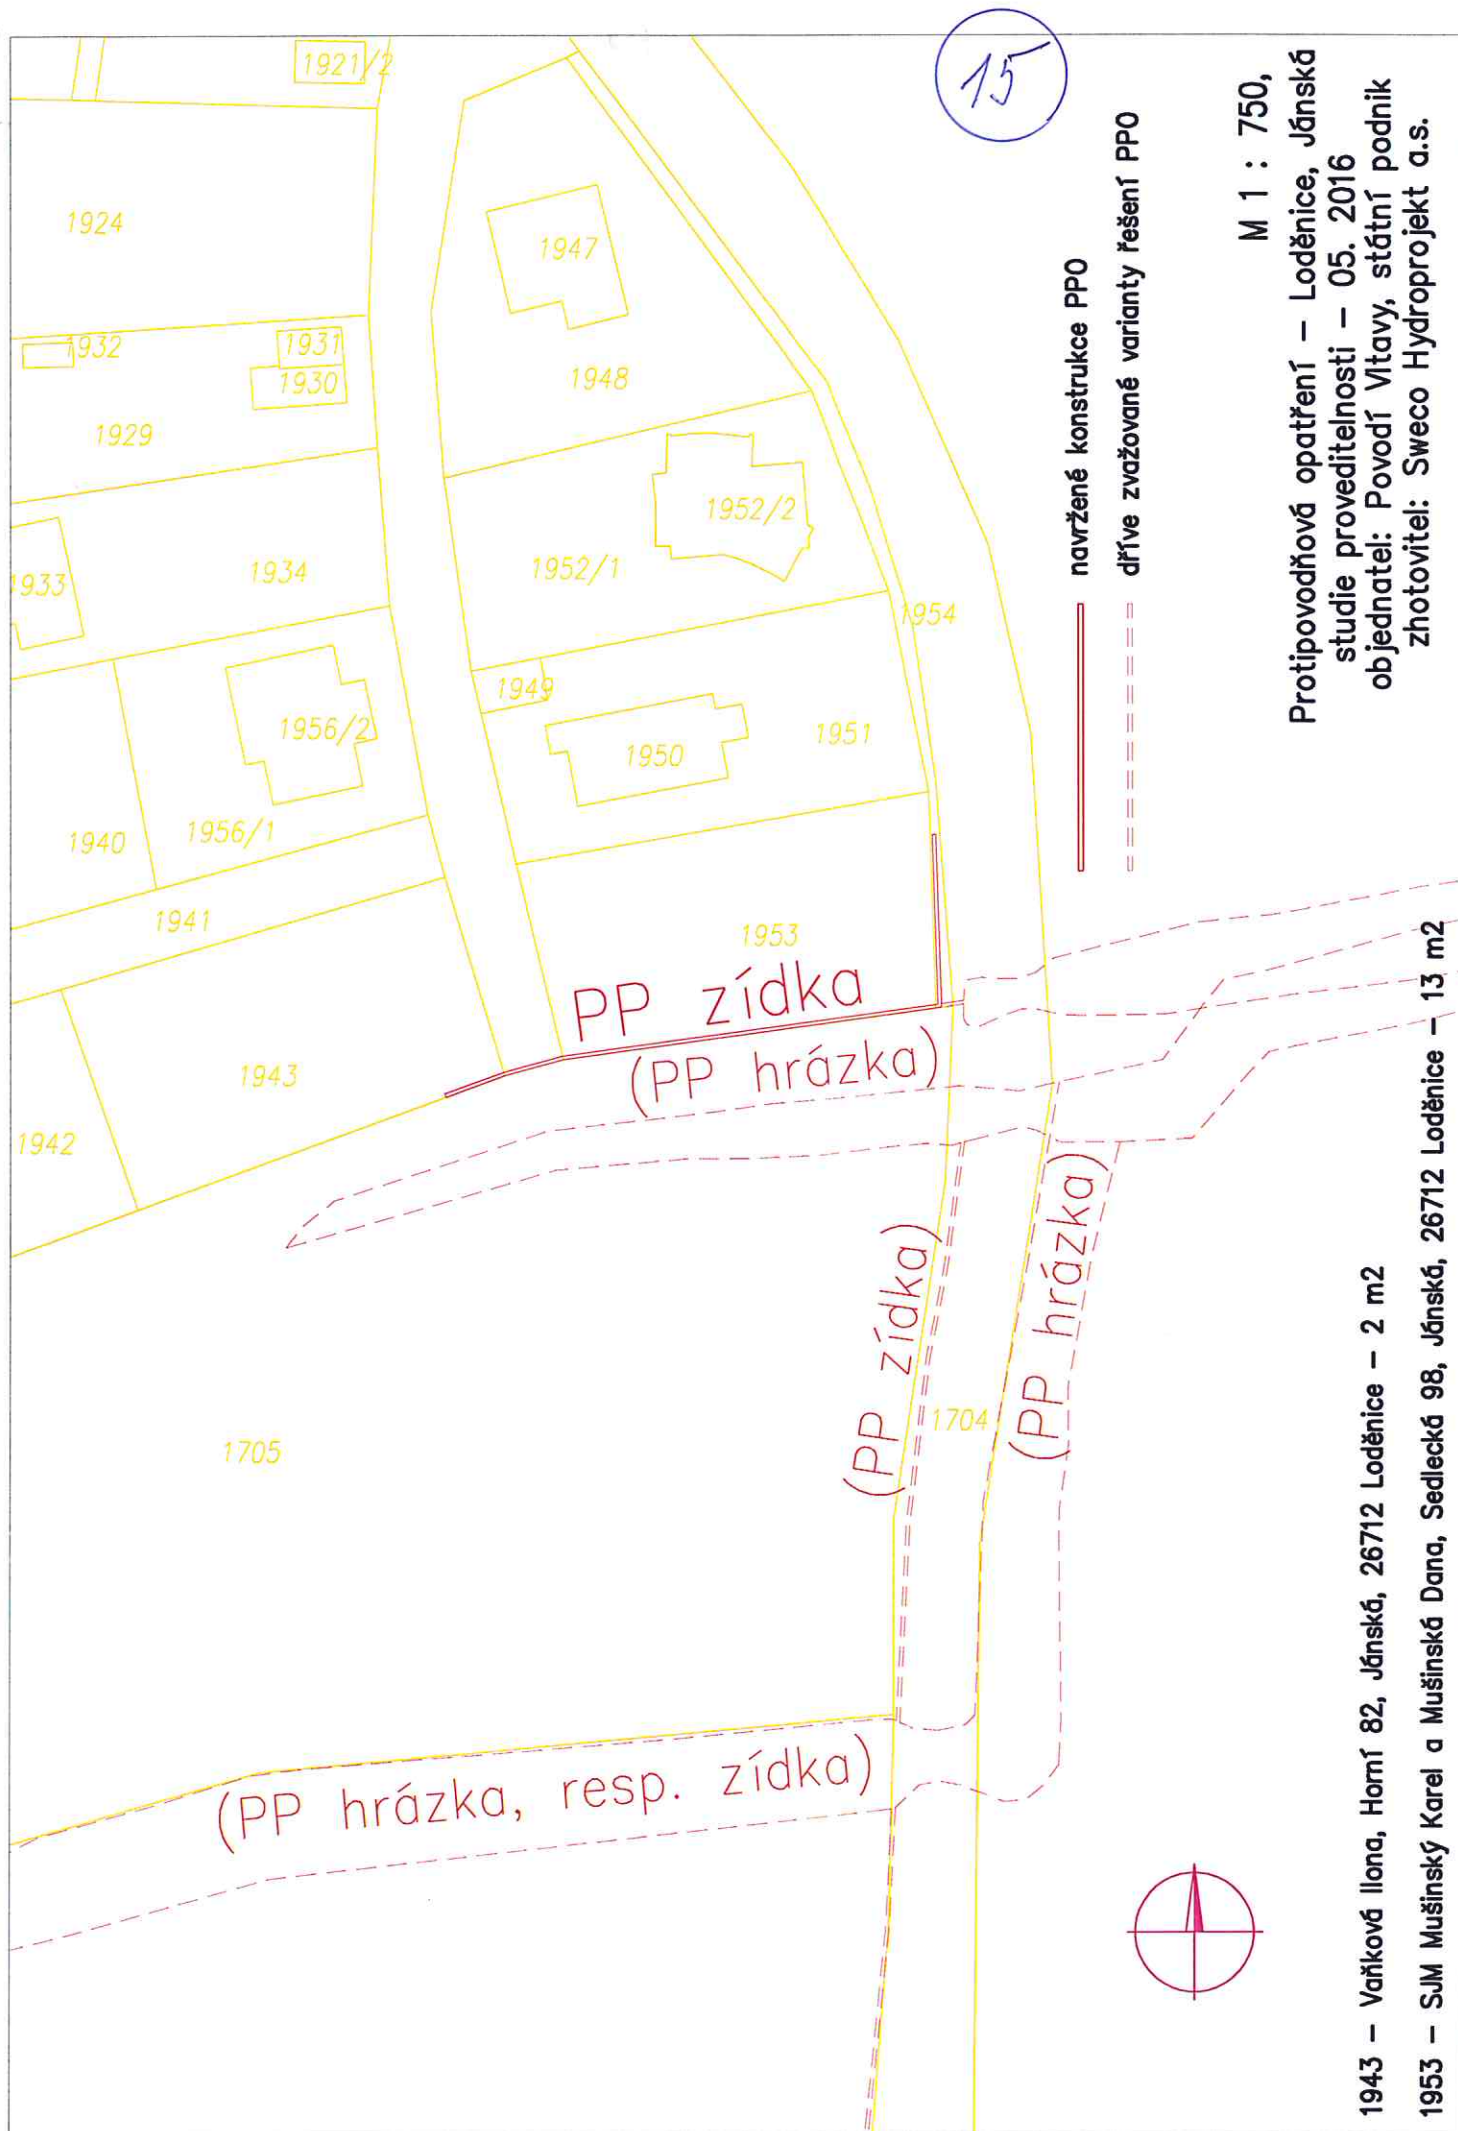 15
1921/2
1924
1947
1932
1931
1930
1948
1929
1952/2
1952/1
1933
1934
1954
1949
1956/2
1950
1951
1940
1956/1
1941
1953
PP zídka
(PP hrázka)
1943
1942
(PP zídka)
(PP hrázka)
1704
1705
(PP hrázka, resp. zídka)
navržené konstrukce PPO
dříve zvažované varianty řešení PPO
M 1 : 750,
Protipovodňová opatření – Loděnice, Jánská
studie proveditelnosti – 05. 2016
objednatel: Povodí Vltavy, státní podnik
zhotovitel: Sweco Hydroprojekt a.s.
1943 – Vaňková Ilona, Horní 82, Jánská, 26712 Loděnice – 2 m2
1953 – SJM Mušinský Karel a Mušinská Dana, Sedlecká 98, Jánská, 26712 Loděnice – 13 m2